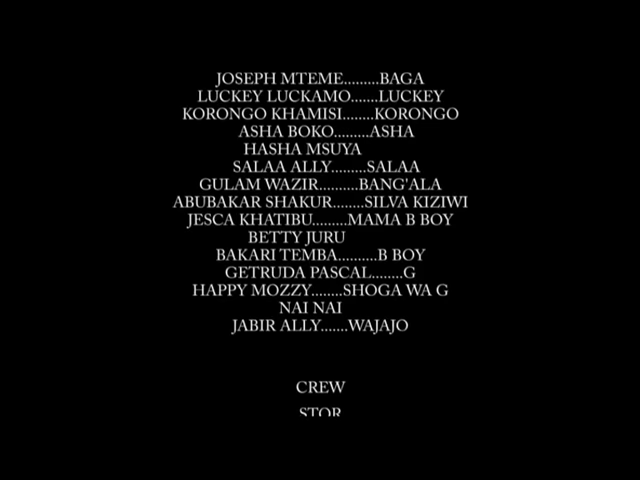 JOSEPH MTEME.........BAGA
LUCKEY LUCKAMO.......LUCKEY
KORONGO KHAMISI........KORONGO
ASHA BOKO.........ASHA
HASHA MSUYA
SALAA ALLY.........SALAA
GULAM WAZIR..........BANG'ALA
ABUBAKAR SHAKUR........SILVA KIZIWI
JESCA KHATIBU.........MAMA B BOY
BETTY JURU
BAKARI TEMBA..........B BOY
GETRUDA PASCAL........G
HAPPY MOZZY........SHOGA WA G
NAI NAI
JABIR ALLY.......WAJAJO
CREW
STOR